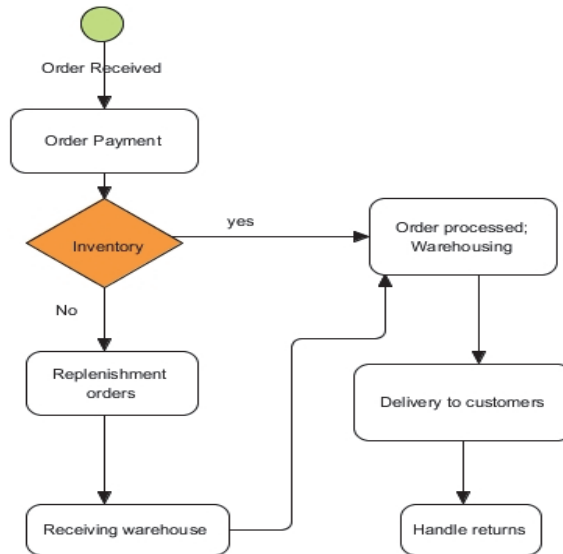 Order Received
Order Payment
Inventory
yes
Order processed;
Warehousing
No
Replenishment
orders
Delivery to customers
Receiving warehouse
Handle returns